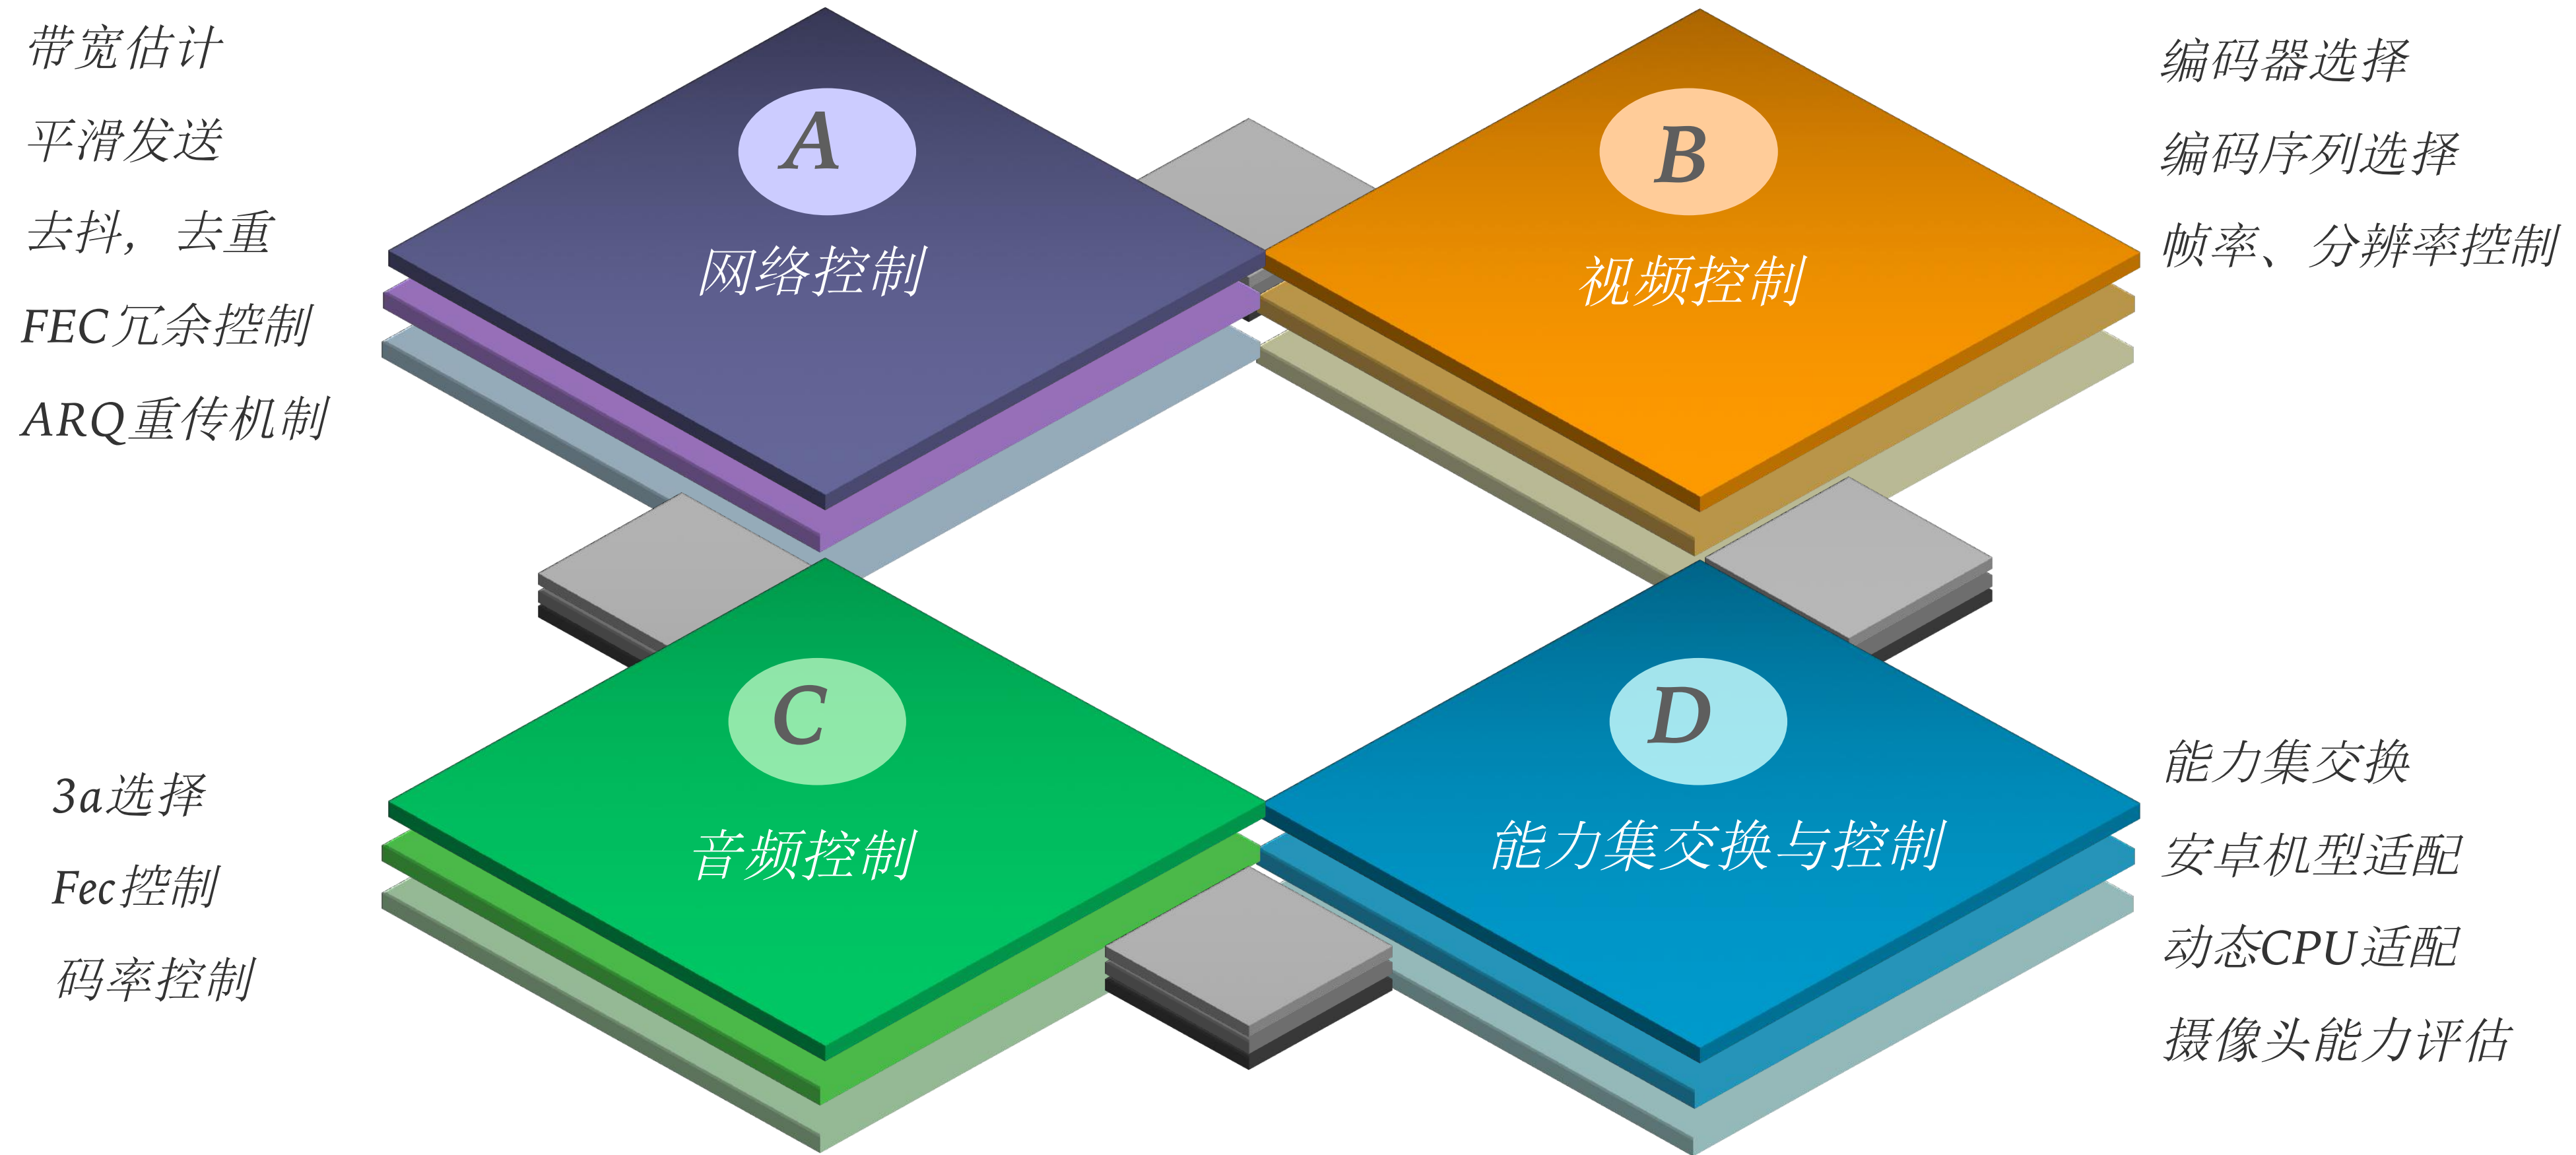 带宽估计
平滑发送
去抖，去重
FEC冗余控制
ARQ重传机制
A
网络控制
B
视频控制
编码器选择
编码序列选择
帧率、分辨率控制
3a选择
Fec控制
码率控制
C
音频控制
D
能力集交换与控制
能力集交换
安卓机型适配
动态CPU适配
摄像头能力评估